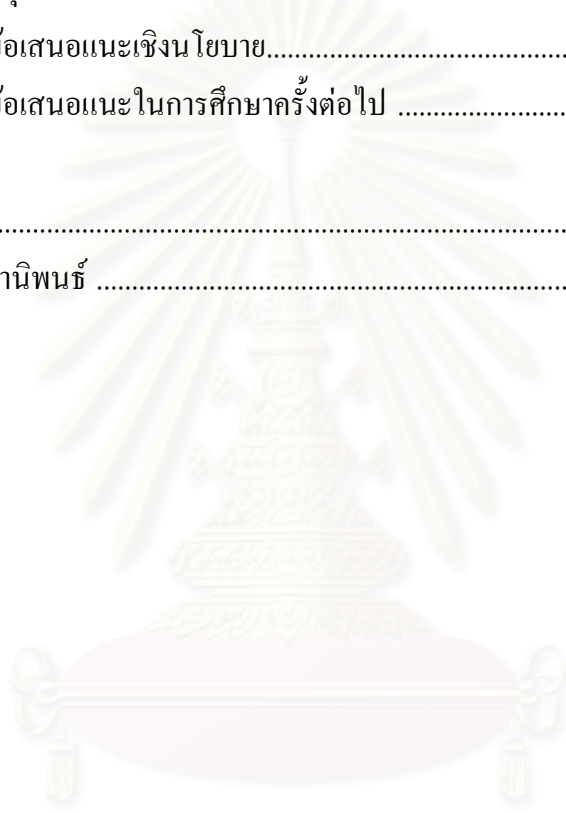 ข้อเสนอแนะเชิงนโยบาย................................................
ข้อเสนอแนะในการศึกษาครั้งต่อไป ..........................
................................................................................
านิพนธ์ ...................................................................